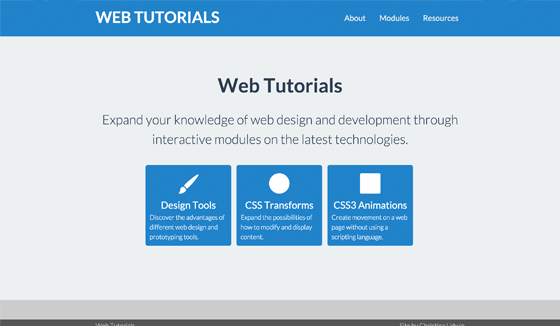 WEB TUTORIALS
About Modules Resources
Web Tutorials
Expand your knowledge of web design and development through
interactive modules on the latest technologies.
Design Tools
Discover the advantages of
different web design and
prototyping tools.
CSS Transforms
Expand the possibilities of
how to modify and display
content.
CSS3 Animations
Create movement on a web
page without using a
scripting language.
Web Tutorials
Site by Christina